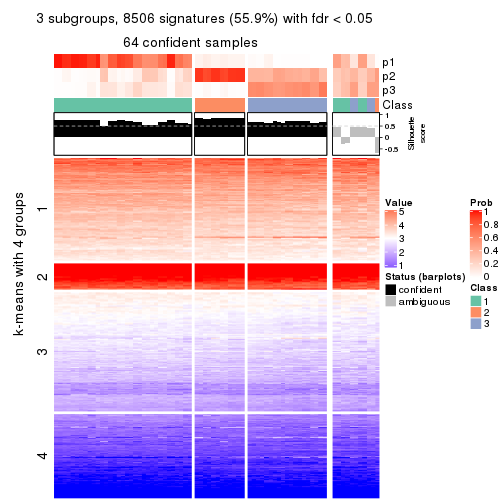 3 subgroups, 8506 signatures (55.9%) with fdr < 0.05
64 confident samples
p1
p2
p3
Class
1
0.5
0
-0.5
Silhouette
score
k-means with 4 groups
1
2
3
4
Value
5
4
3
2
1
Status (barplots)
confident
ambiguous
Prob
1
0.8
0.6
0.4
0.2
0
Class
1
2
3